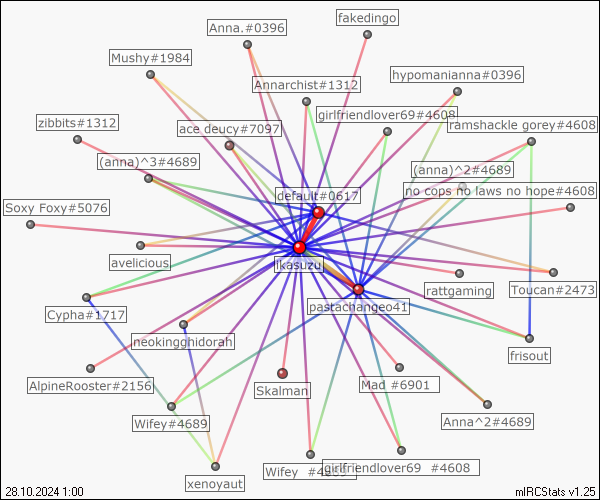 fakedingo
Anna.#0396
Mushy#1984
hypomanianna#0396
Annarchist#1312
girlfriendlover69#4608
zibbits#1312
ace deucy#7097
ramshackle gorey#4608
(anna)^3#4689
(anna)^2#4689
default#0617
no cops no laws no hope#4608
Soxy Foxy#5076
avelicious
ikasuzu
rattgaming
Toucan#2473
Cypha#1717
pastachangeo41
neokingghidorah
frisout
AlpineRooster#2156
Skalman
Mad #6901
Wifey#4689
Anna^2#4689
Wifey
girlfriendlover69 #4608
xenoyaut
28.10.2024 1:00
mIRCStats v1.25